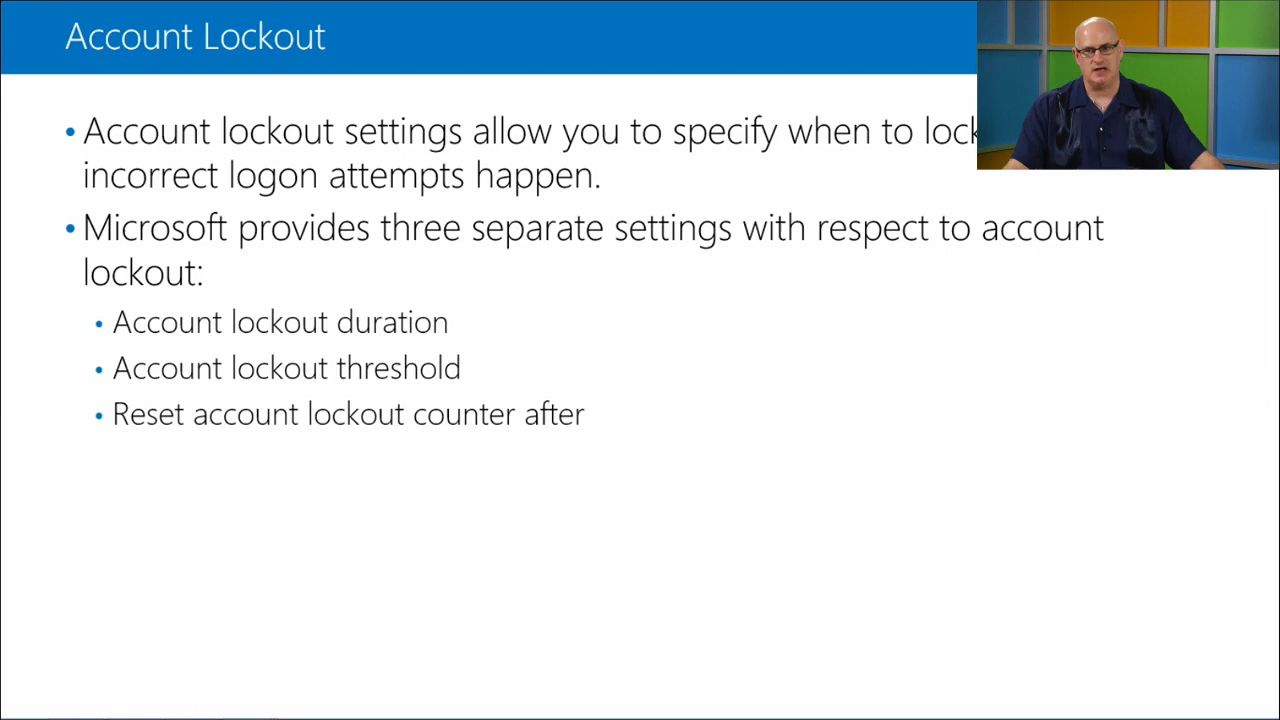 Account Lockout
• Account lockout settings allow you to specify when to
incorrect logon attempts happen.
• Microsoft provides three separate settings with respect to account
lockout:
• Account lockout duration
• Account lockout threshold
• Reset account lockout counter after